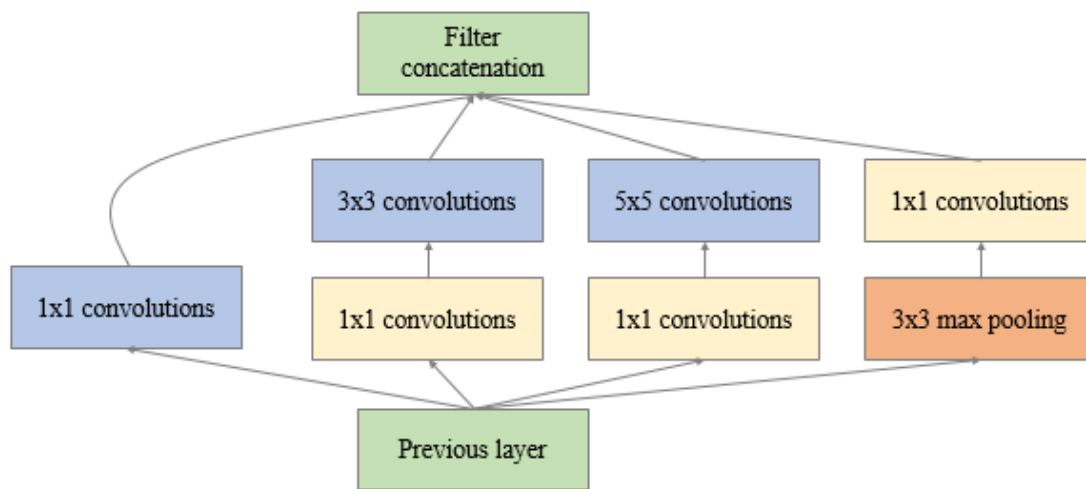 Filter
concatenation
3x3 convolutions
5x5 convolutions
1x1 convolutions
1x1 convolutions
1x1 convolutions
1x1 convolutions
3x3 max pooling
Previous layer